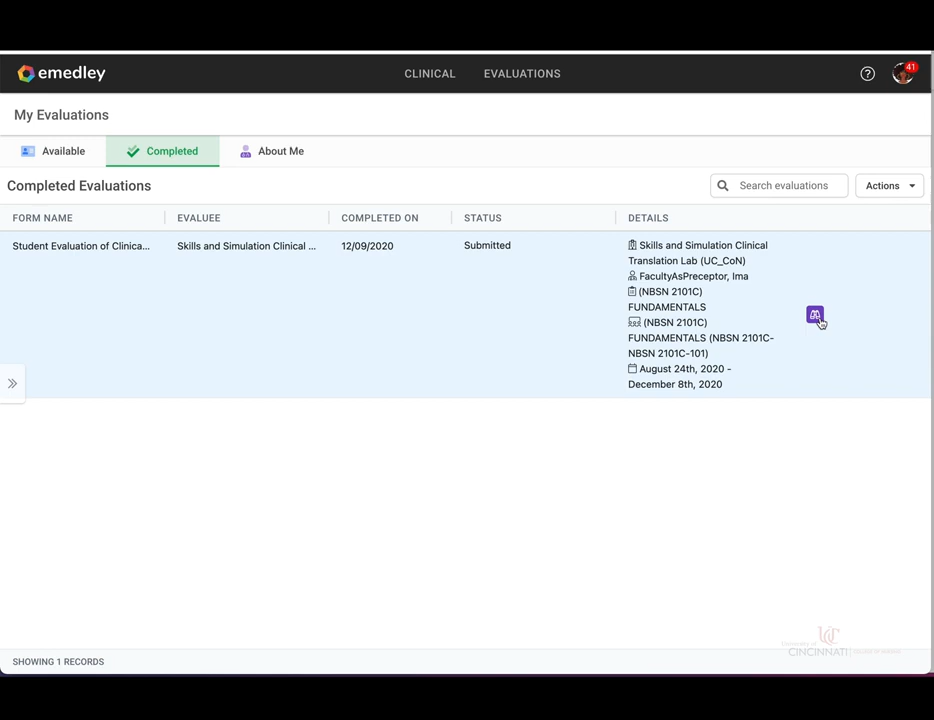 emedley
CLINICAL
EVALUATIONS
41
My Evaluations
Available
Completed
About Me
Completed Evaluations
Search evaluations
Actions
FORM NAME
EVALUEE
COMPLETED ON
STATUS
DETAILS
Student Evaluation of Clinica...
Skills and Simulation Clinical ...
12/09/2020
Submitted
Skills and Simulation Clinical
Translation Lab (UC_CoN)
FacultyAsPreceptor, Ima
(NBSN 2101C)
FUNDAMENTALS
(NBSN 2101C)
FUNDAMENTALS (NBSN 2101C-
NBSN 2101C-101)
August 24th, 2020 -
December 8th, 2020
University of
CINCINNATI
SHOWING 1 RECORDS